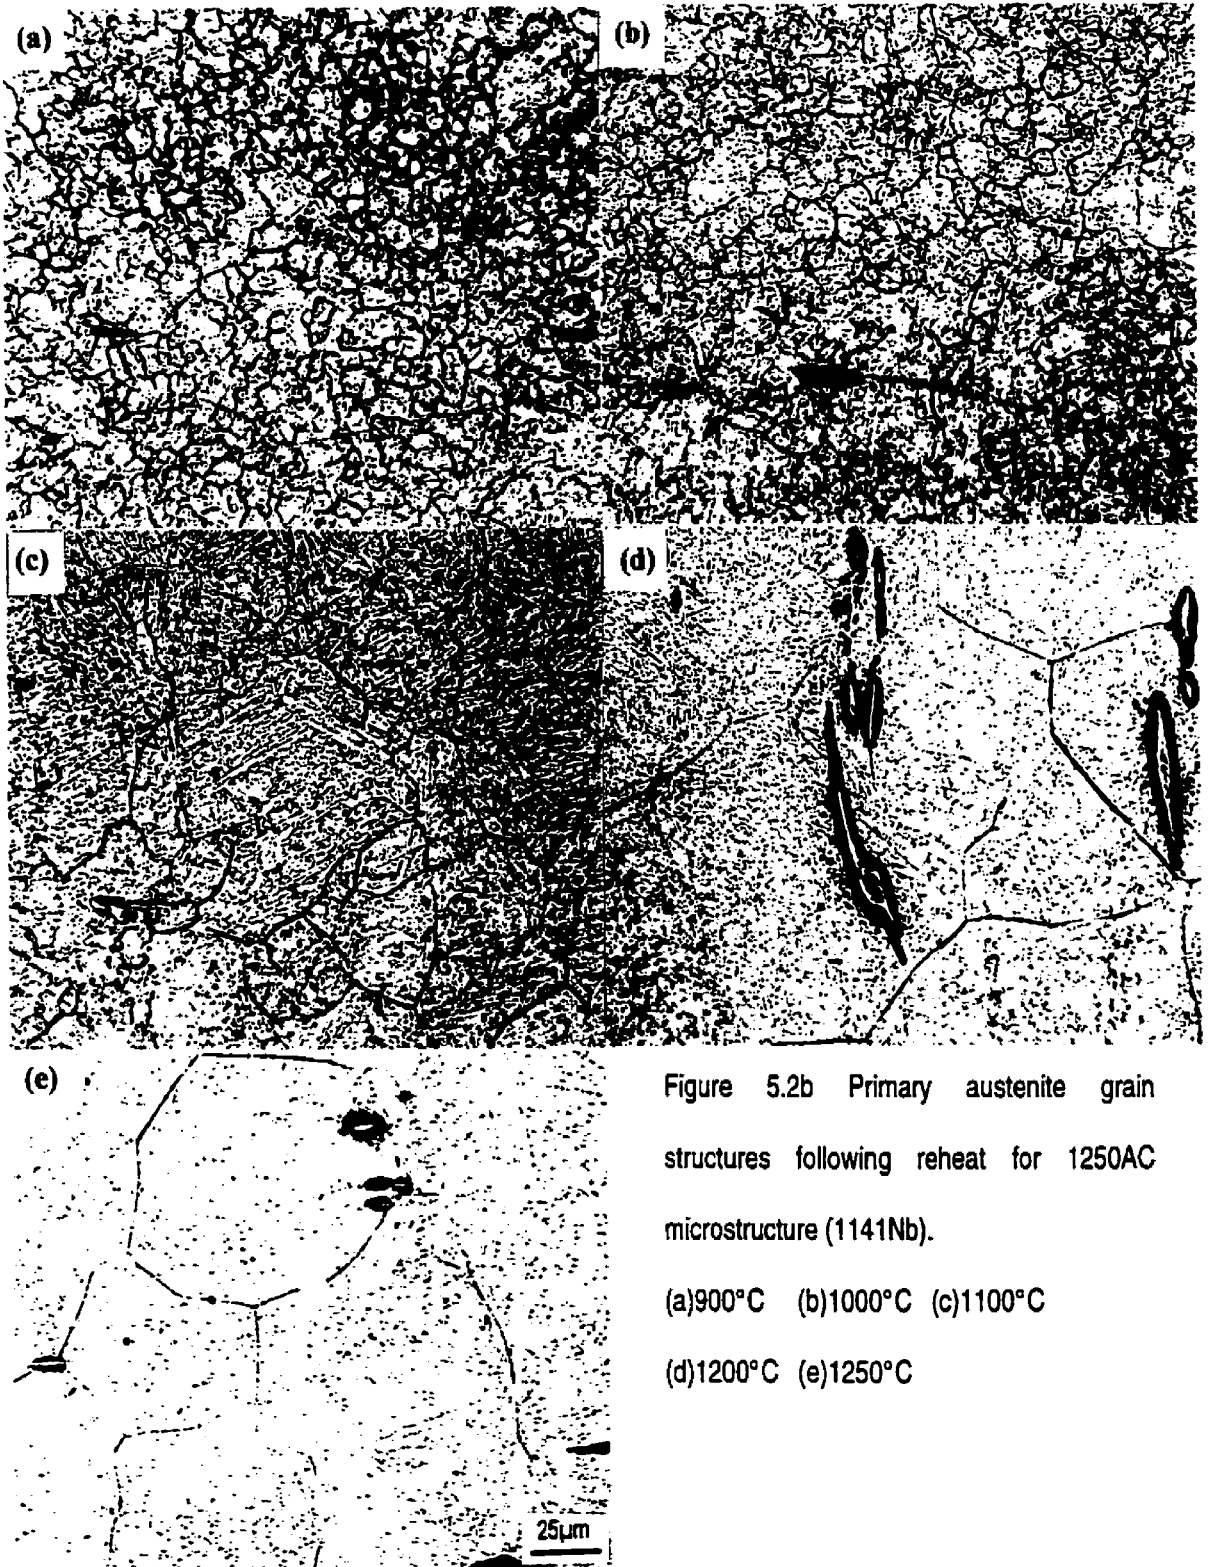 (a)
(b)
(c)
(d)
(e)
Figure 5.2b Primary austenite grain
structures following reheat for 1250AC
microstructure (1141Nb).
(a)900°C (b)1000°C (c)1100°C
(d)1200°C (e)1250°C
25µm